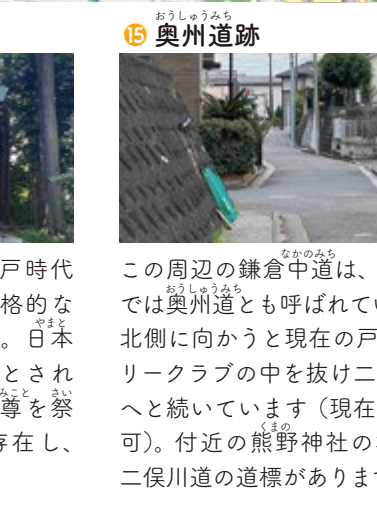 ⑮ 奥州道跡
おうしゅうみち
戸時代
格的な
。日本
やまと
とされ
みこと さい
尊を祭
存在し、
この周辺の鎌倉中道は、
なかのみち
では奥州道とも呼ばれてい
おうしゅうみち
北側に向かうと現在の戸
リークラブの中を抜け二
へと続いています（現在
可）。付近の熊野神社の
くまの
二俣川道の道標があります